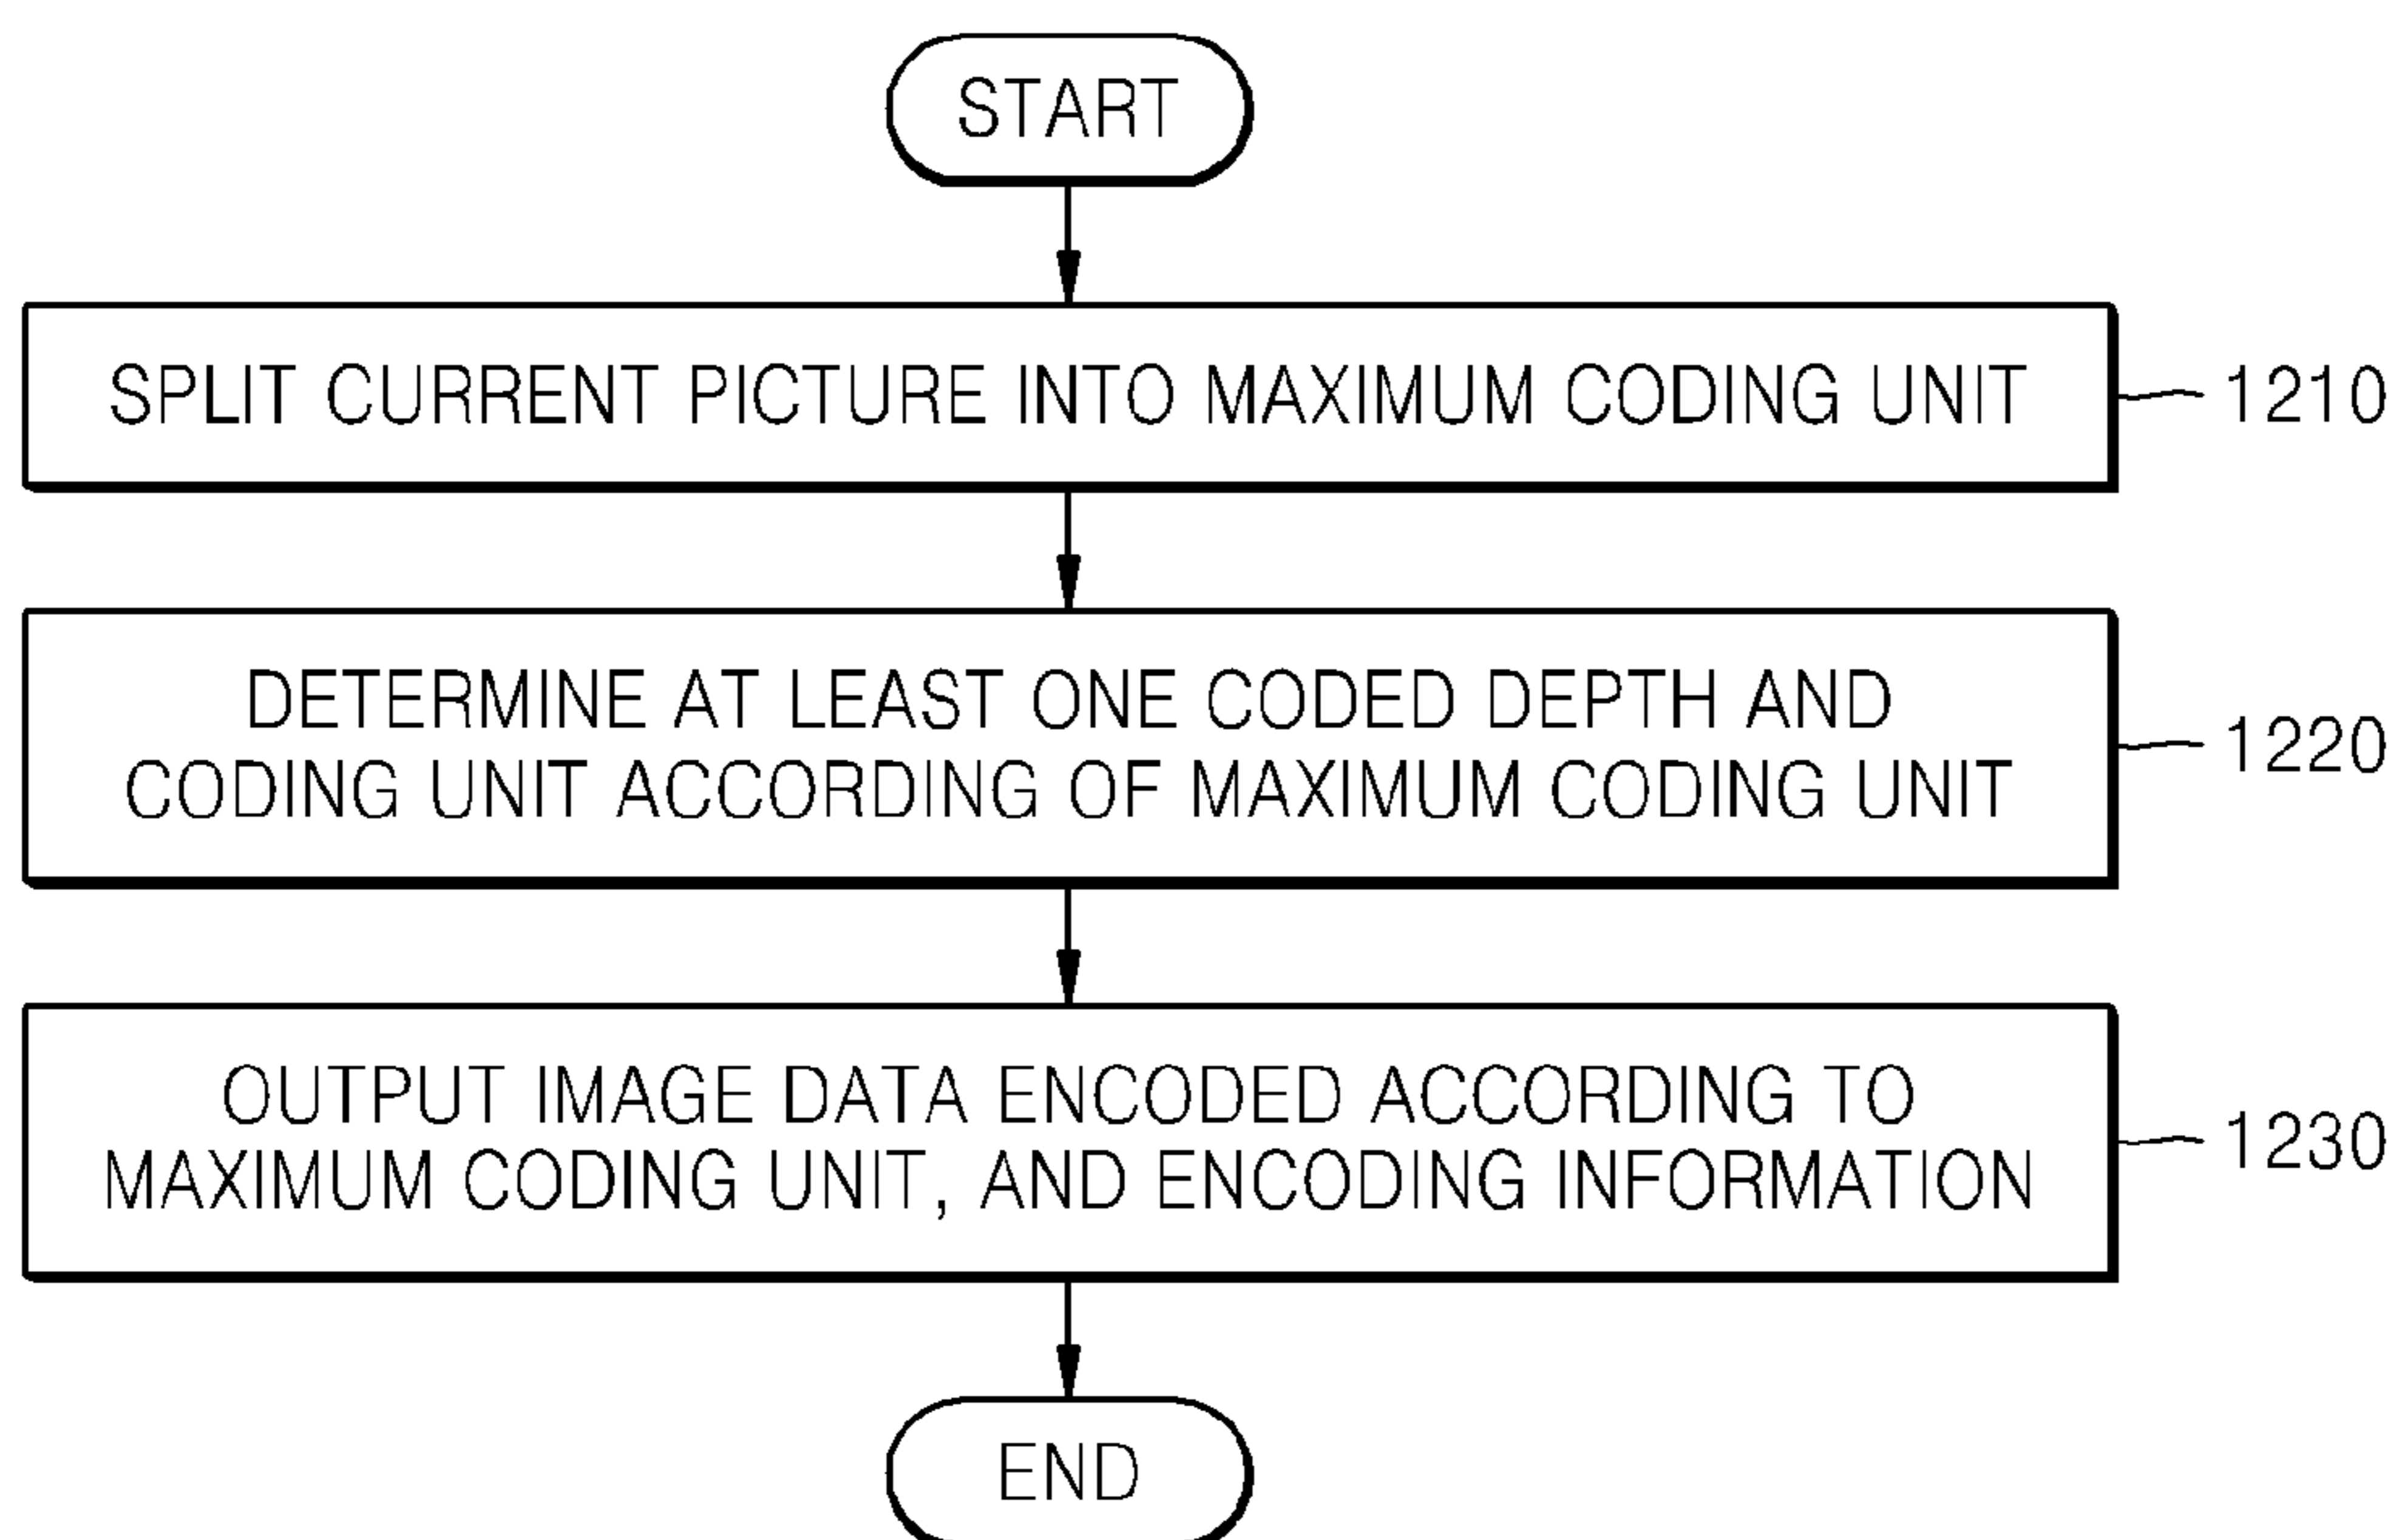 START
SPLIT CURRENT PICTURE INTO MAXIMUM CODING UNIT
1210
DETERMINE AT LEAST ONE CODED DEPTH AND
CODING UNIT ACCORDING OF MAXIMUM CODING UNIT
1220
OUTPUT IMAGE DATA ENCODED ACCORDING TO
MAXIMUM CODING UNIT, AND ENCODING INFORMATION
1230
END